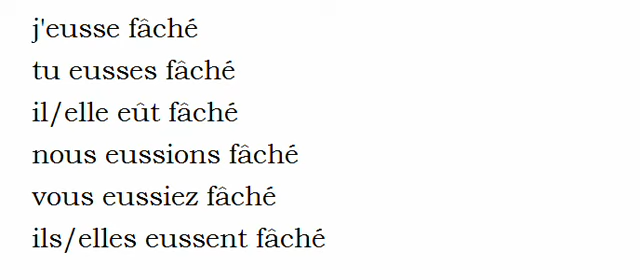 j'eusse fâché
tu eusses fâché
il/elle eût fâché
nous eussions fâché
vous eussiez fâché
ils/elles eussent fâché